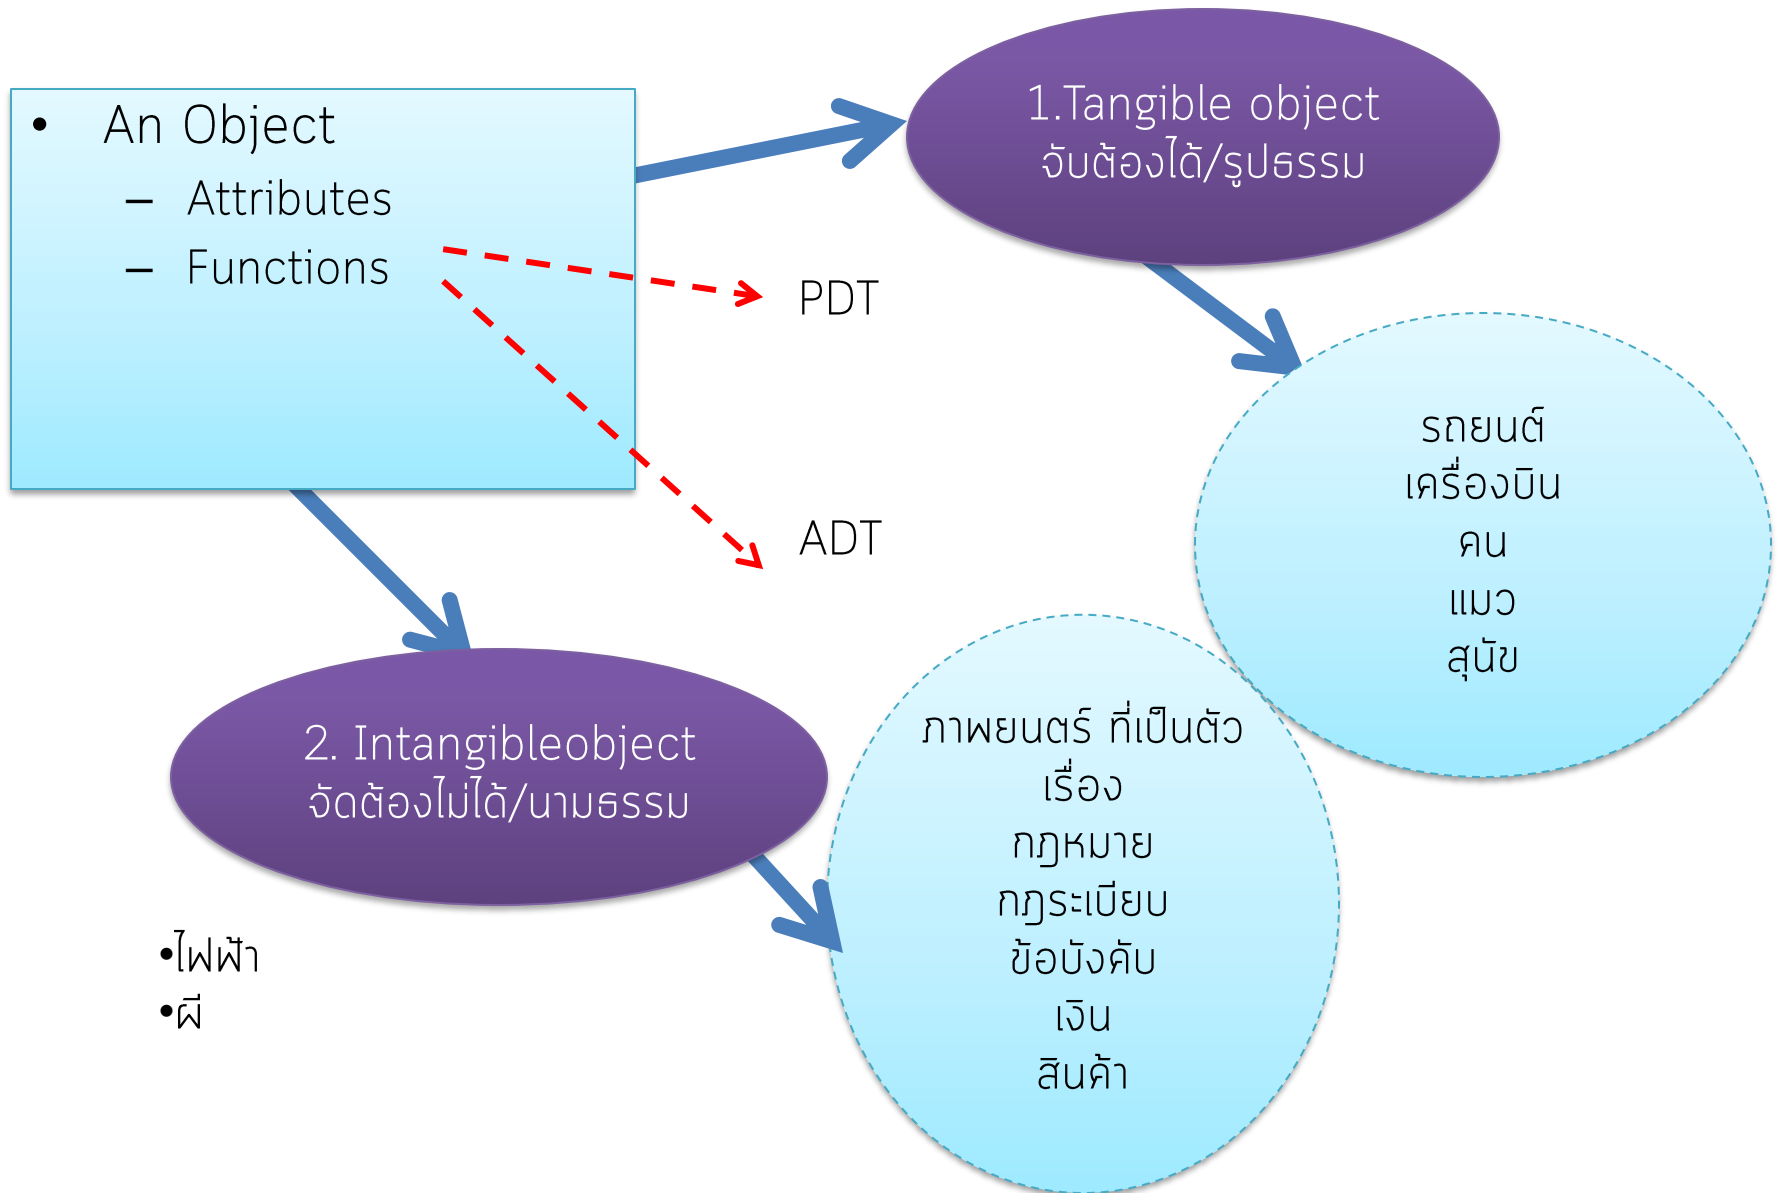 • An Object
– Attributes
– Functions
1.Tangible object
จับต้องได้/รูปธรรม
PDT
ADT
รถยนต์
เครื่องบิน
คน
แมว
สุนัข
2. Intangibleobject
จัดต้องไม่ได้/นามธรรม
ภาพยนตร์ ที่เป็นตัว
เรื่อง
กฎหมาย
กฎระเบียบ
ข้อบังคับ
เงิน
สินค้า
•ไฟฟ้า
•ผี